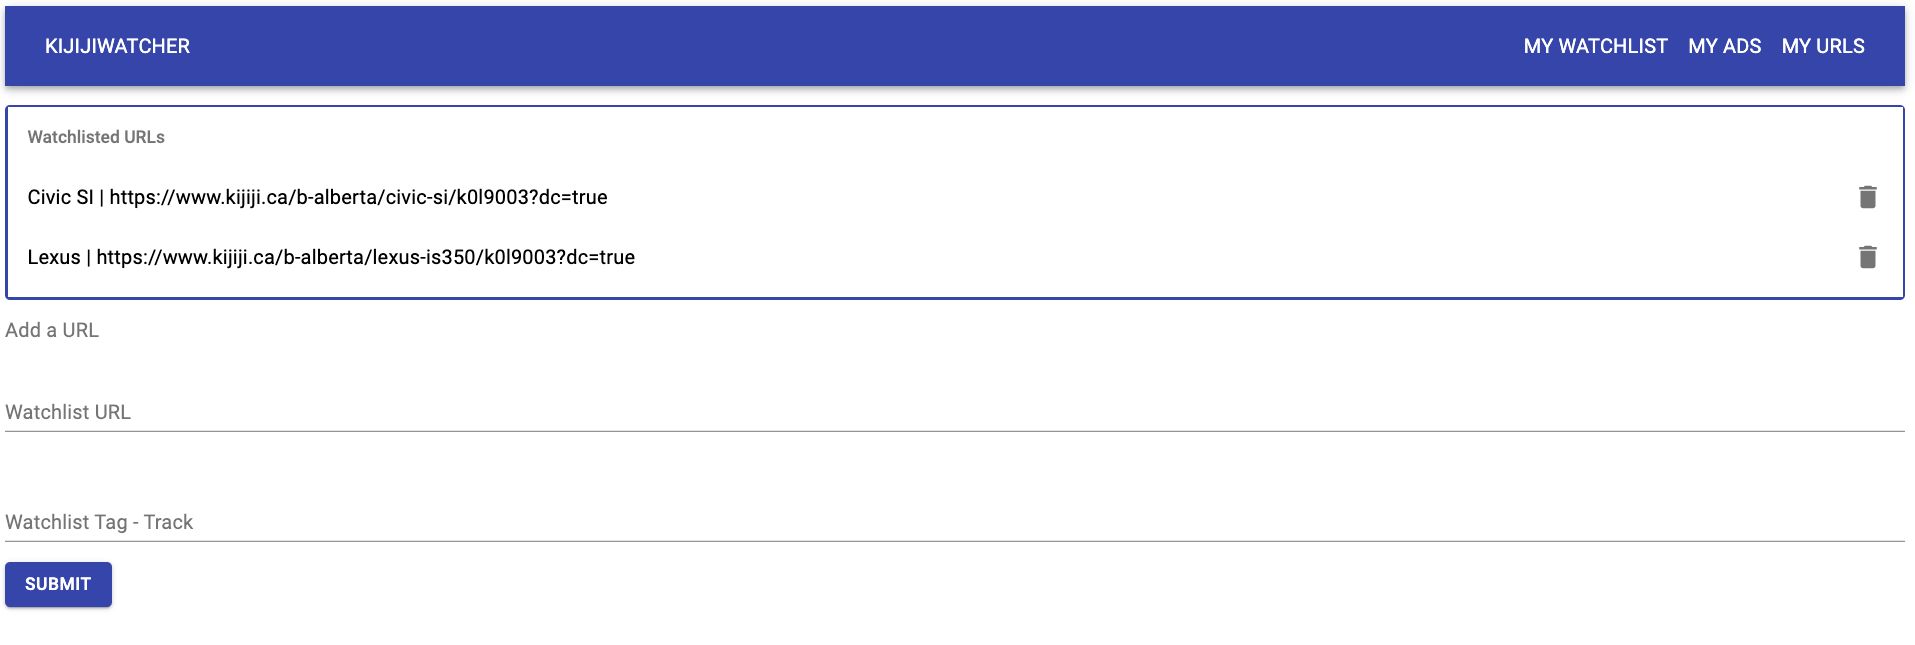 KIJIJIWATCHER MY WATCHLIST MY ADS MY URLS
Watchlisted URLs
Civic SI | https://www.kijiji.ca/b-alberta/civic-si/k0l9003?dc=true
Lexus | https://www.kijiji.ca/b-alberta/lexus-is350/k0l9003?dc=true
Add a URL
Watchlist URL
Watchlist Tag - Track
SUBMIT